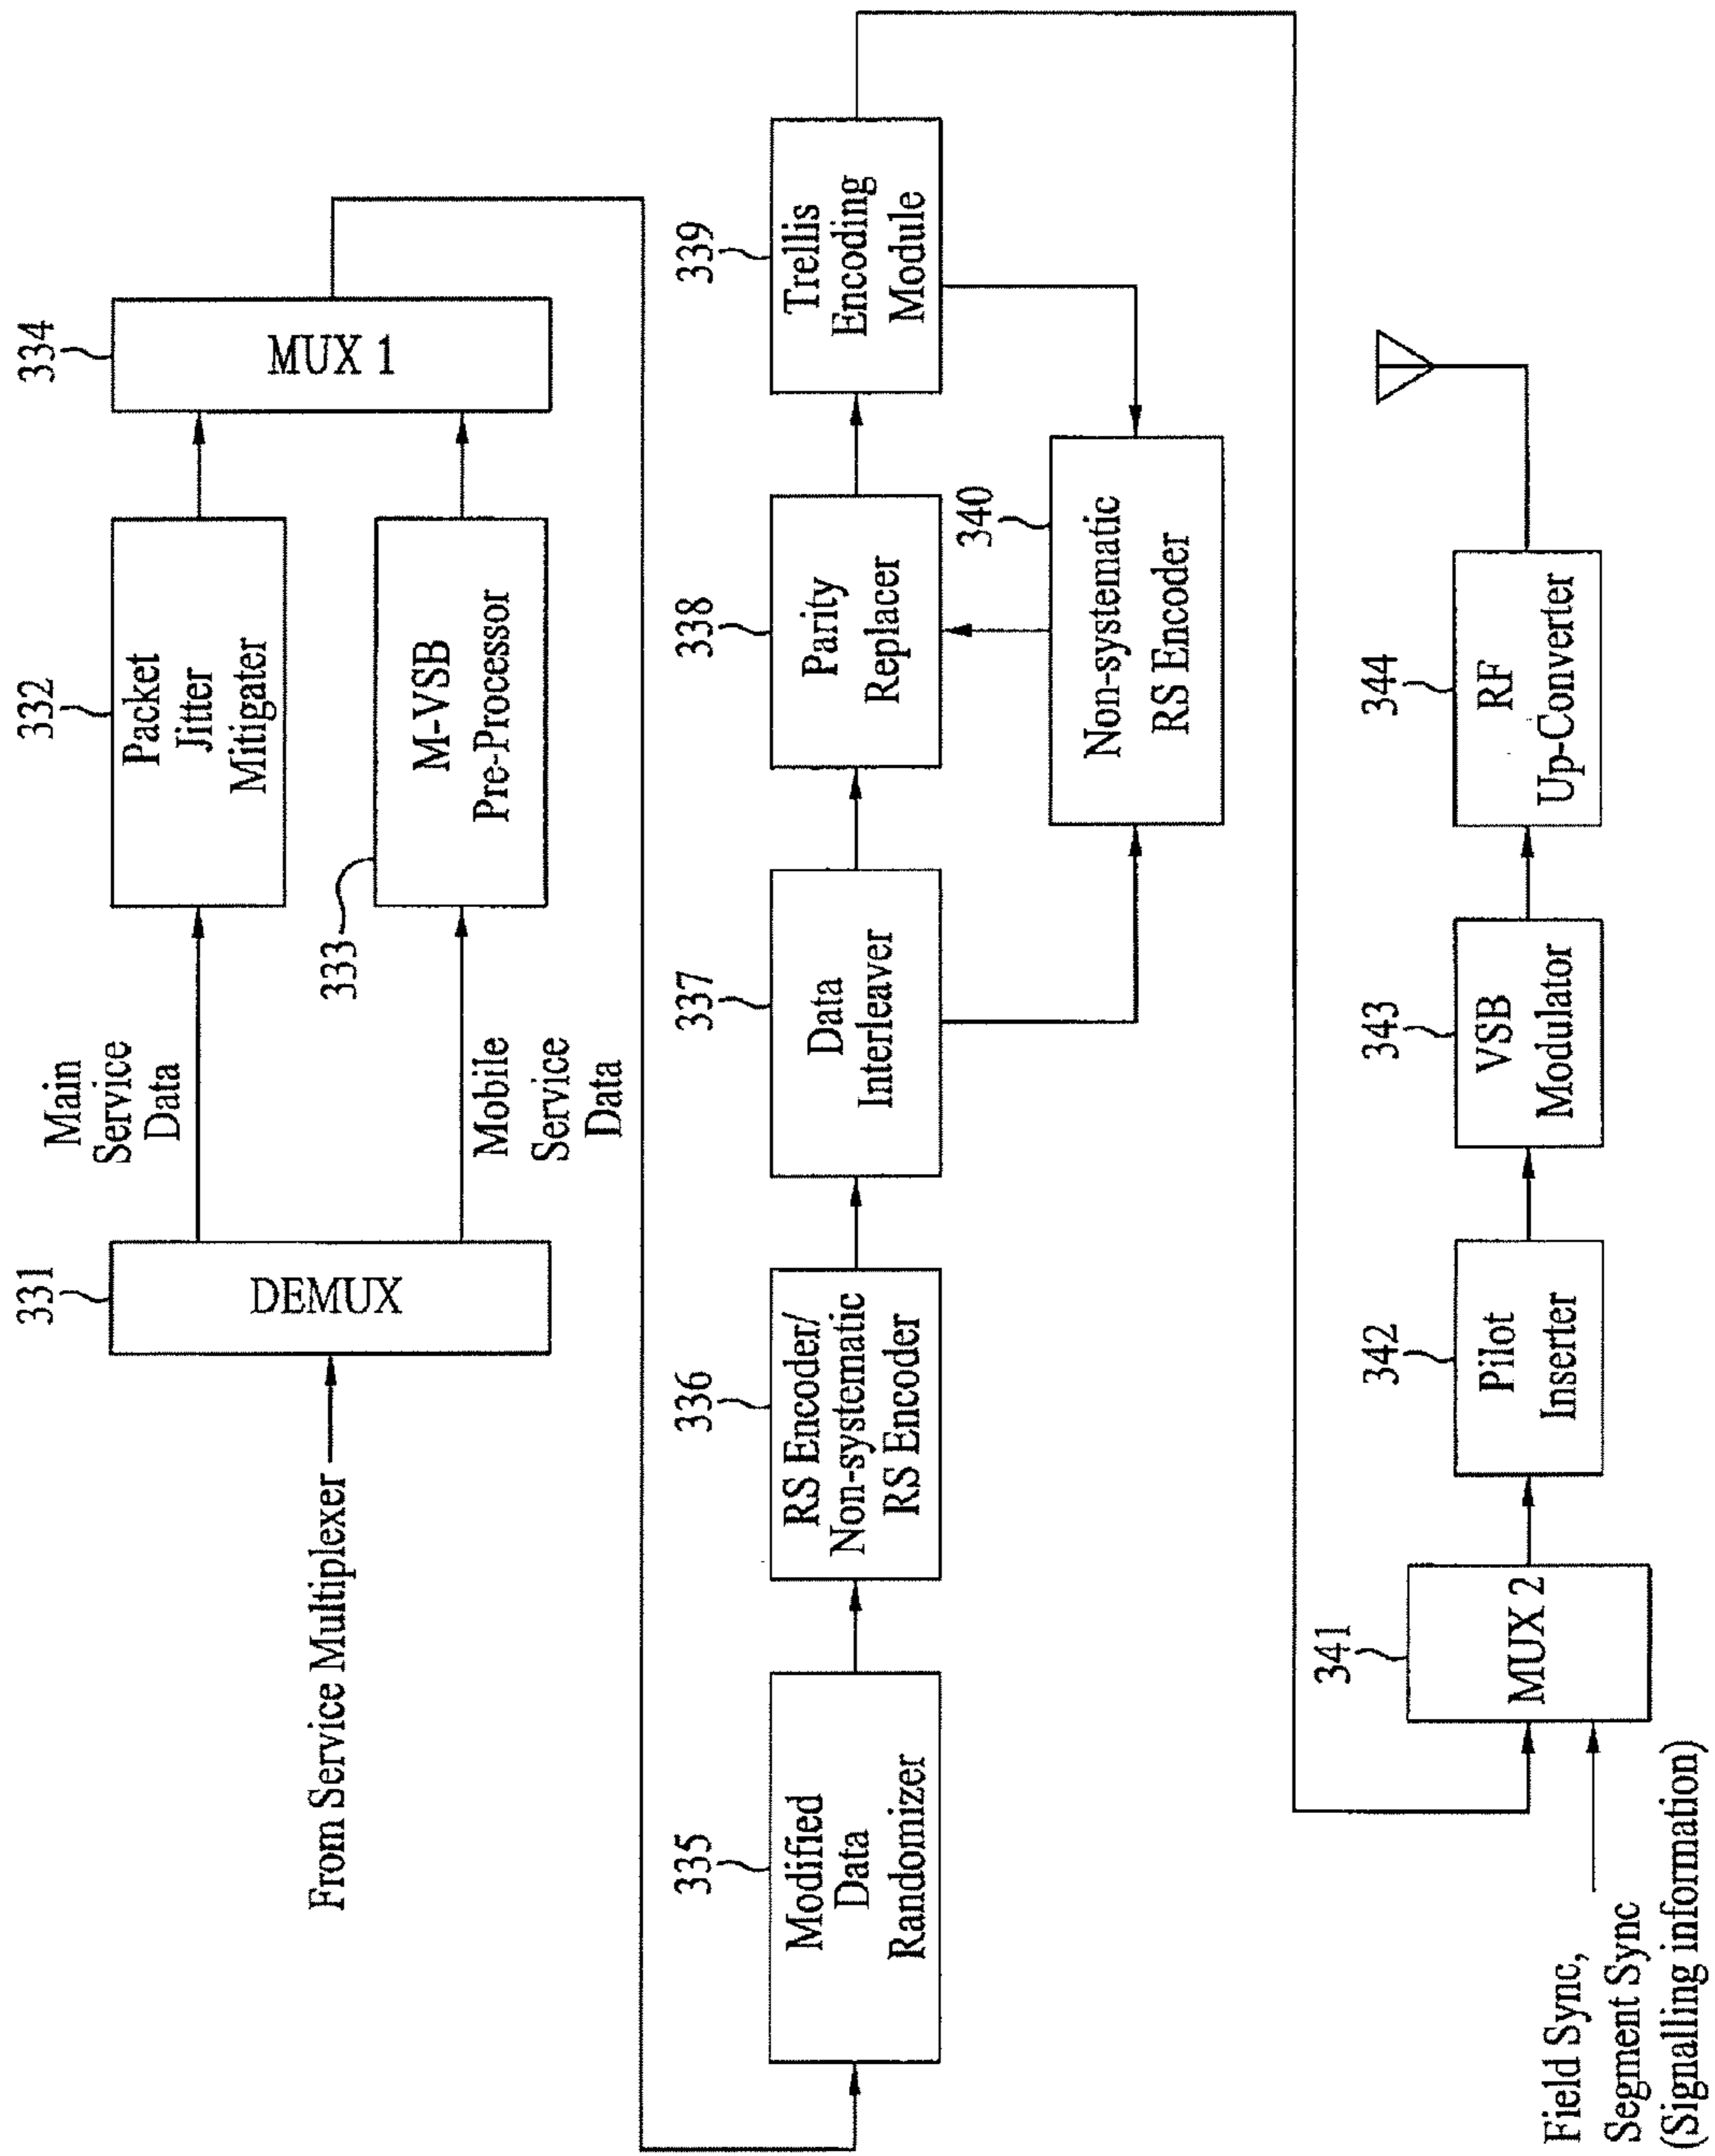 From Service Multiplexer
331
DEMUX
Main
Service
Data
Mobile
Service
Data
332
Packet
Jitter
Mitigater
333
M-VSB
Pre-Processor
334
MUX 1
335
Modified
Data
Randomizer
336
RS Encoder/
Non-systematic
RS Encoder
337
Data
Interleaver
338
Parity
Replacer
339
Trellis
Encoding
Module
340
Non-systematic
RS Encoder
Field Sync,
Segment Sync
(Signalling information)
341
MUX 2
342
Pilot
Inserter
343
VSB
Modulator
344
RF
Up-Converter